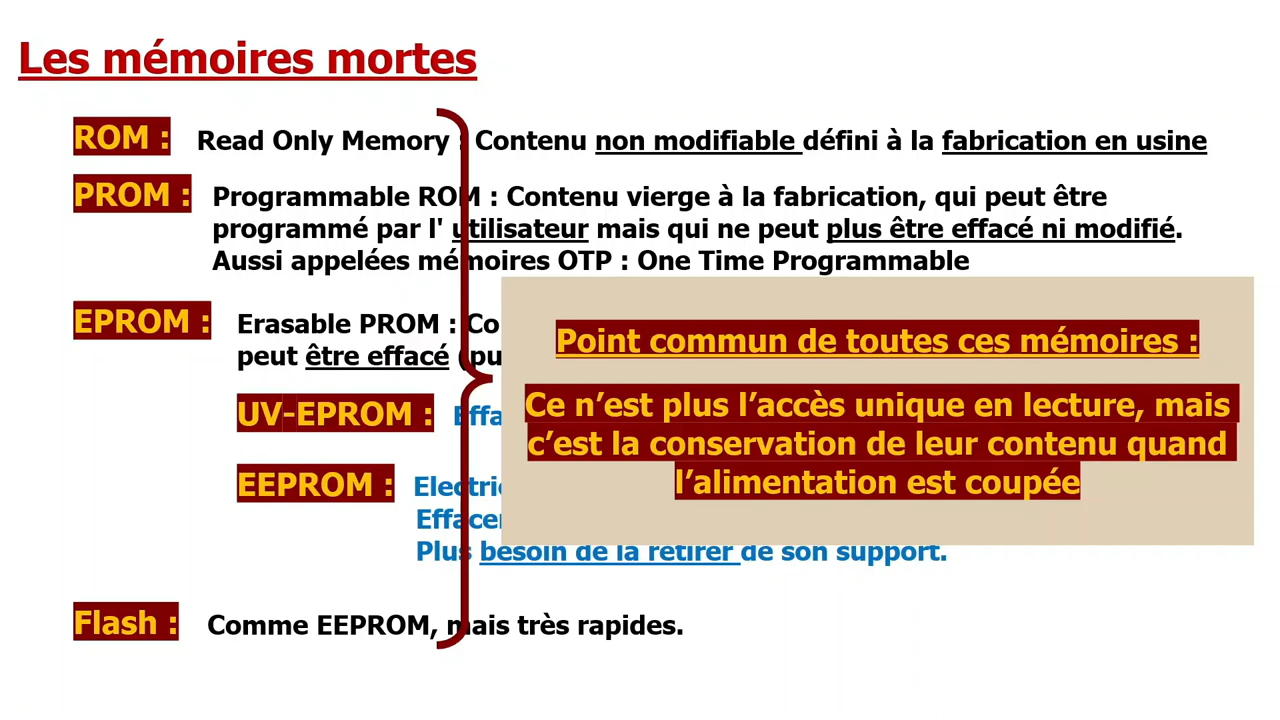 Les mémoires mortes
ROM : Read Only Memory : Contenu non modifiable défini à la fabrication en usine
PROM : Programmable ROM : Contenu vierge à la fabrication, qui peut être
programmé par l' utilisateur mais qui ne peut plus être effacé ni modifié.
Aussi appelées mémoires OTP : One Time Programmable
EPROM : Erasable PROM :
peut être effacé
Point commun de toutes ces mémoires :
Ce n’est plus l’accès unique en lecture, mais
c’est la conservation de leur contenu quand
l’alimentation est coupée
UV-EPROM :
EEPROM :
Plus besoin de la retirer de son support.
Flash : Comme EEPROM, mais très rapides.